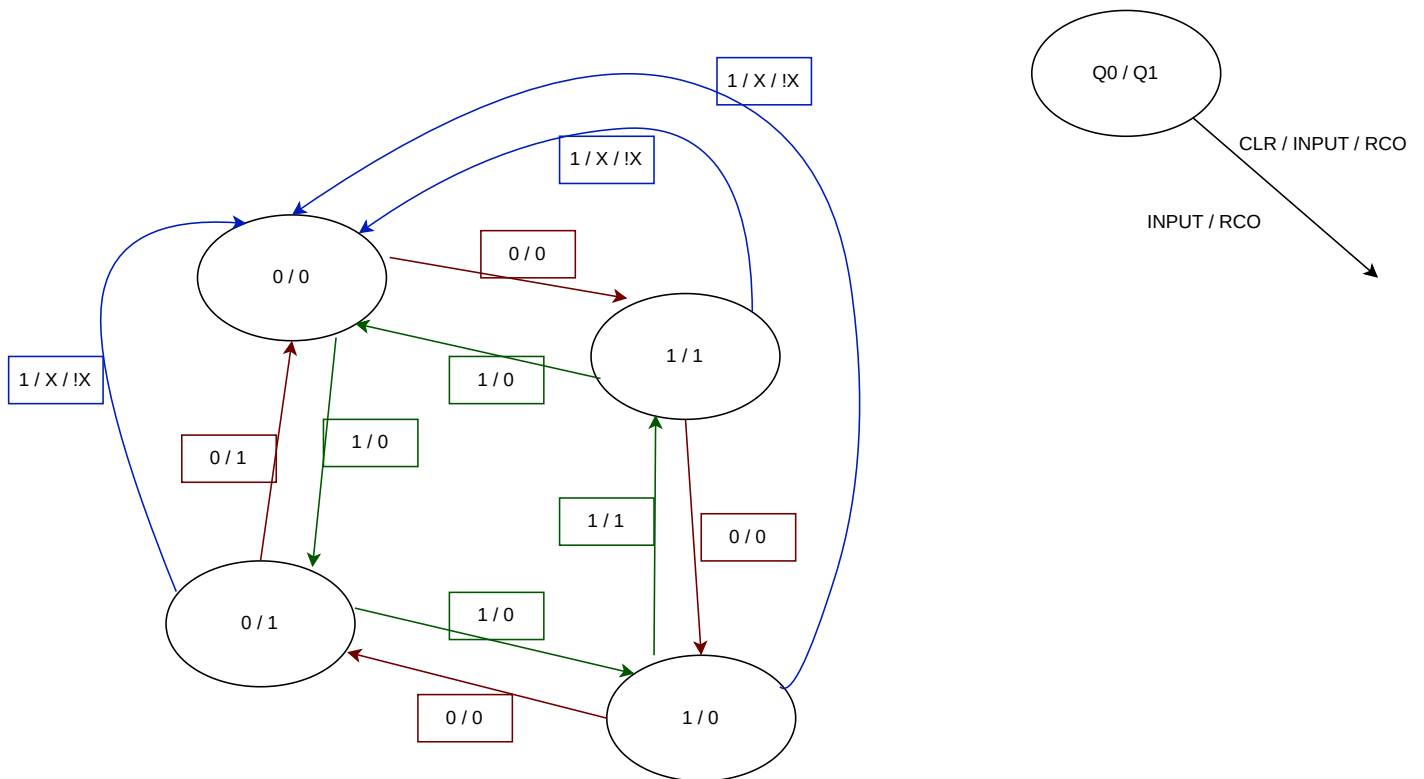 1 / X / !X
Q0 / Q1
CLR / INPUT / RCO
1 / X / !X
INPUT / RCO
0 / 0
0 / 0
1 / 1
1 / X / !X
1 / 0
0 / 1
1 / 0
1 / 1
0 / 0
0 / 1
1 / 0
0 / 0
1 / 0